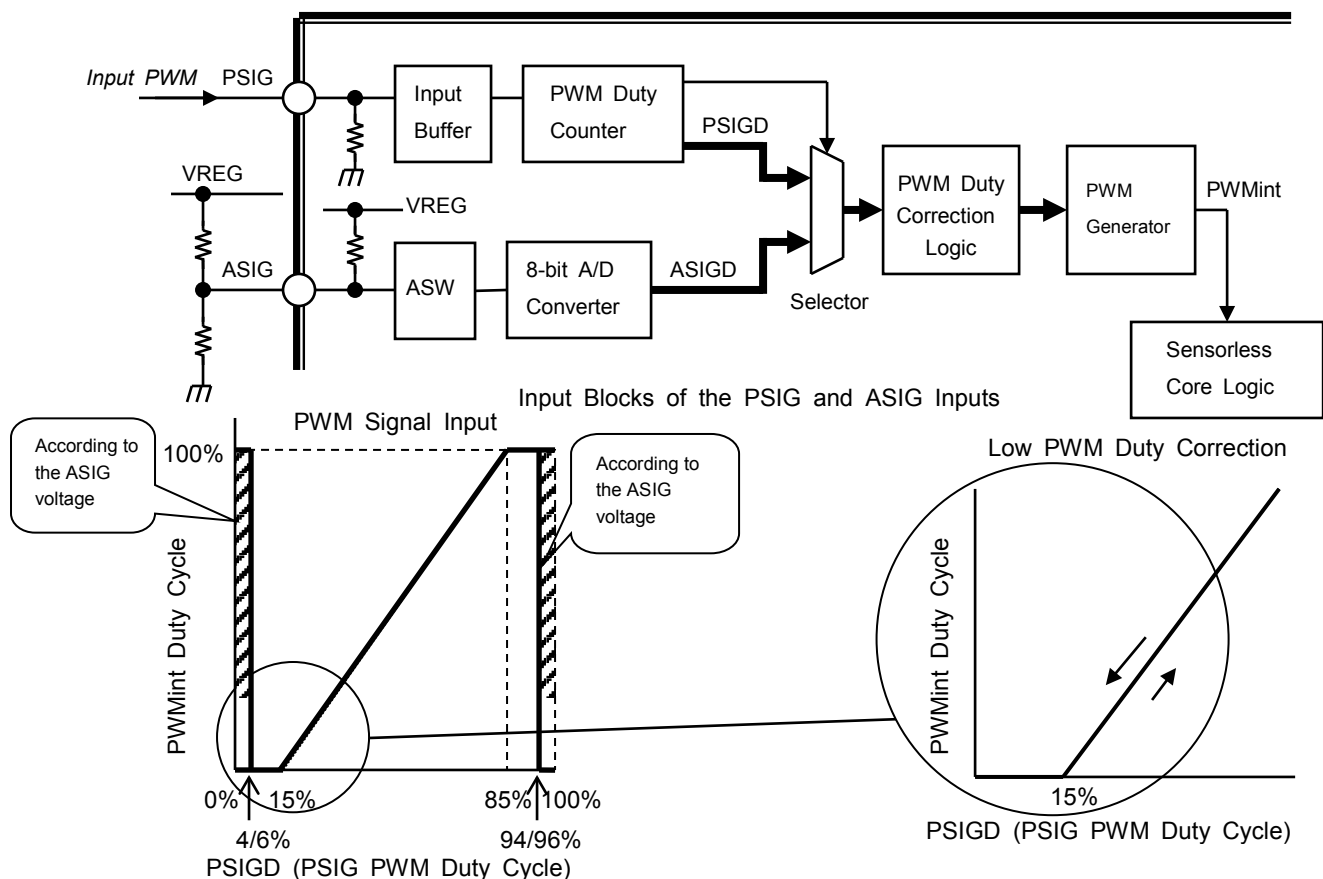 Input PWM
PSIG
Input
Buffer
PWM Duty
Counter
PSIGD
VREG
VREG
ASIG
ASW
8-bit A/D
Converter
ASIGD
Selector
PWM Duty
Correction
Logic
PWM
Generator
PWMint
Sensorless
Core Logic
Input Blocks of the PSIG and ASIG Inputs
PWM Signal Input
According to
the ASIG
voltage
100%
According to
the ASIG
voltage
PWMint Duty Cycle
0%
15%
85%
100%
4/6%
94/96%
PSIGD (PSIG PWM Duty Cycle)
Low PWM Duty Correction
PWMint Duty Cycle
15%
PSIGD (PSIG PWM Duty Cycle)